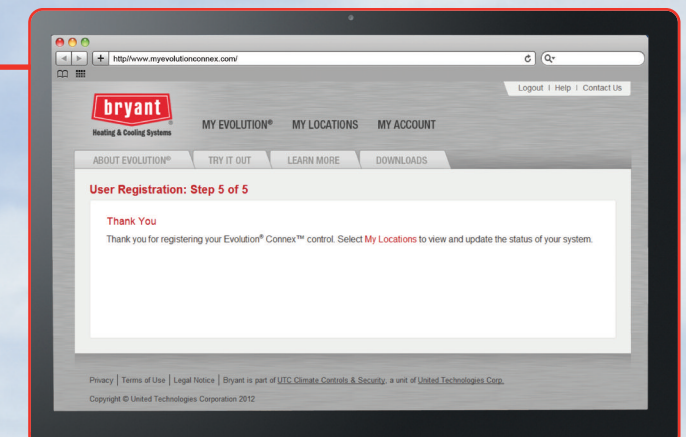 http//www.myevolutionconnex.com/
Logout | Help | Contact Us
bryant®
Heating & Cooling Systems
MY EVOLUTION® MY LOCATIONS MY ACCOUNT
ABOUT EVOLUTION® TRY IT OUT LEARN MORE DOWNLOADS
User Registration: Step 5 of 5
Thank You
Thank you for registering your Evolution® Connex™ control. Select My Locations to view and update the status of your system.
Privacy | Terms of Use | Legal Notice | Bryant is part of UTC Climate Controls & Security, a unit of United Technologies Corp.
Copyright © United Technologies Corporation 2012